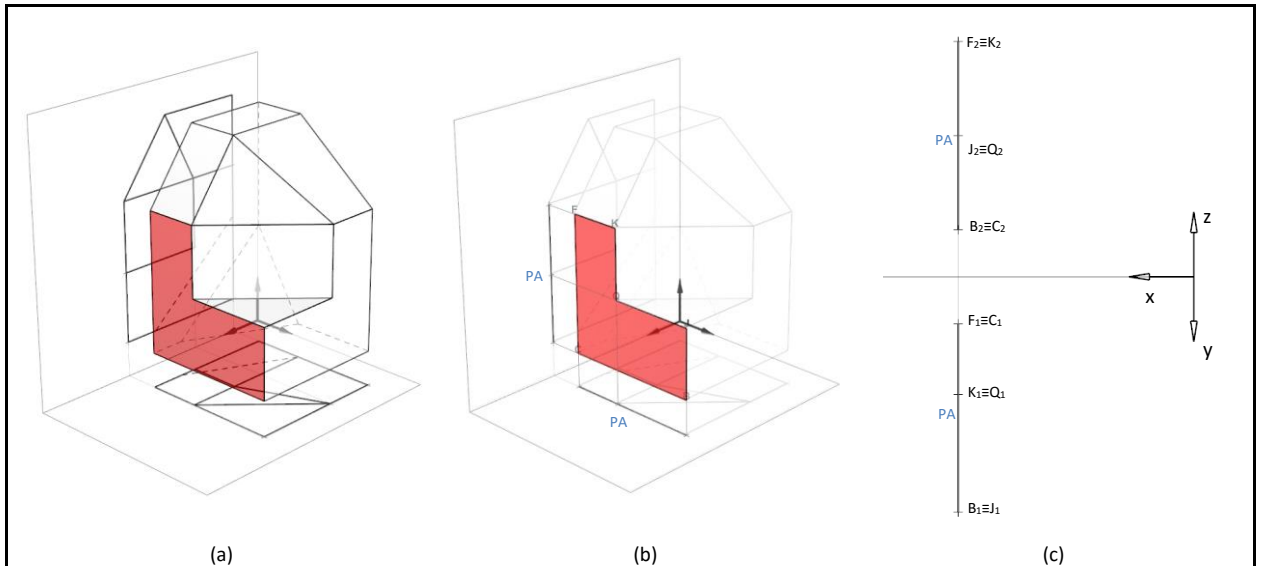 F
K
PA
Q
J
C
B
PA
F₂≡K₂
PA
J₂≡Q₂
B₂≡C₂
z
x
F₁≡C₁
y
K₁≡Q₁
PA
B₁≡J₁
(a)
(b)
(c)